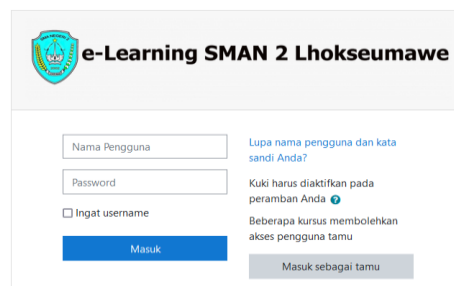 e-Learning SMAN 2 Lhokseumawe
Nama Pengguna
Password
Ingat username
Masuk
Lupa nama pengguna dan kata
sandi Anda?
Kuki harus diaktifkan pada
peramban Anda
Beberapa kursus membolehkan
akses pengguna tamu
Masuk sebagai tamu